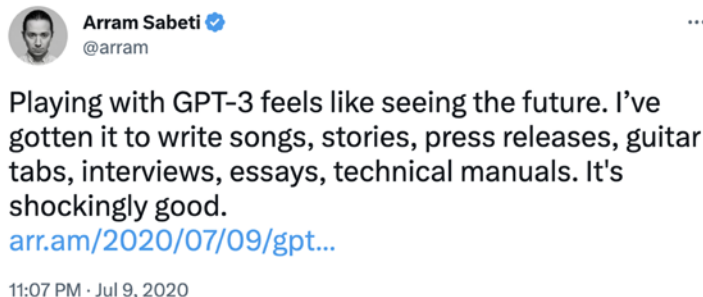 Arram Sabeti
@arram
Playing with GPT-3 feels like seeing the future. I’ve
gotten it to write songs, stories, press releases, guitar
tabs, interviews, essays, technical manuals. It's
shockingly good.
arr.am/2020/07/09/gpt...
11:07 PM · Jul 9, 2020